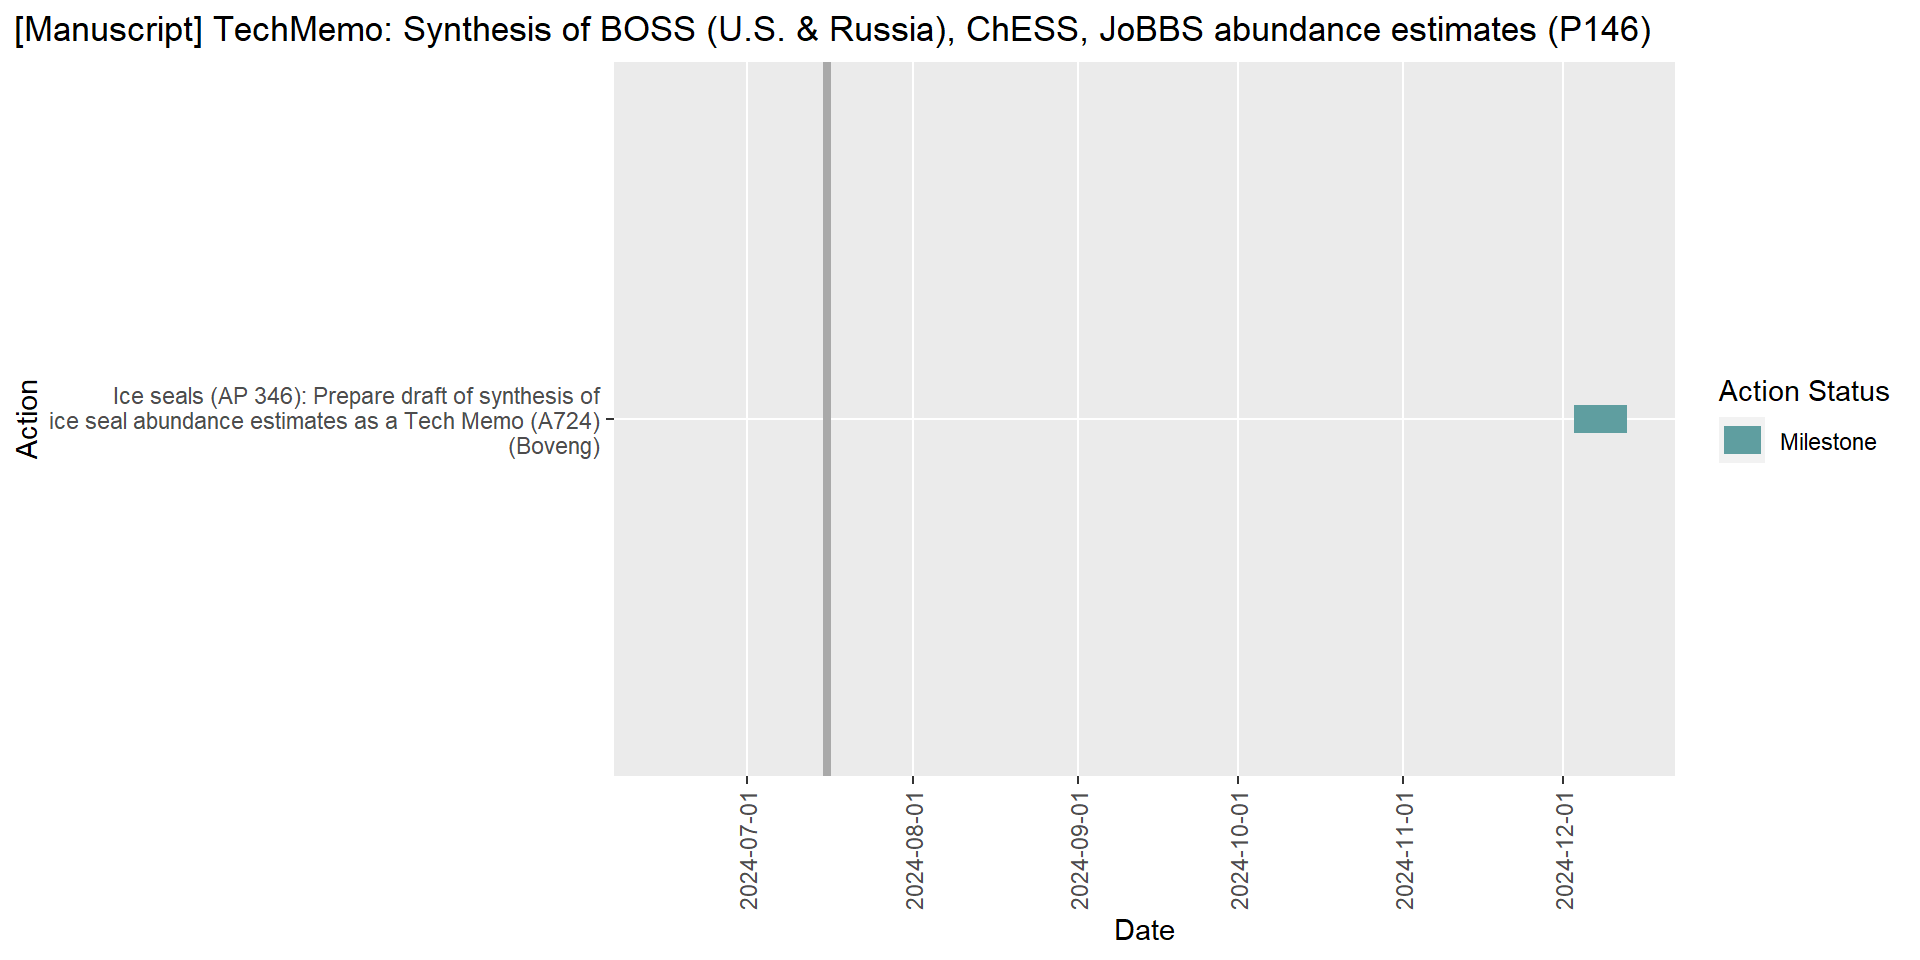 [Manuscript] TechMemo: Synthesis of BOSS (U.S. & Russia), ChESS, JoBBS abundance estimates (P146)
Action
Ice seals (AP 346): Prepare draft of synthesis of
ice seal abundance estimates as a Tech Memo (A724)
(Boveng)
Action Status
Milestone
2024-07-01
2024-08-01
2024-09-01
2024-10-01
2024-11-01
2024-12-01
Date